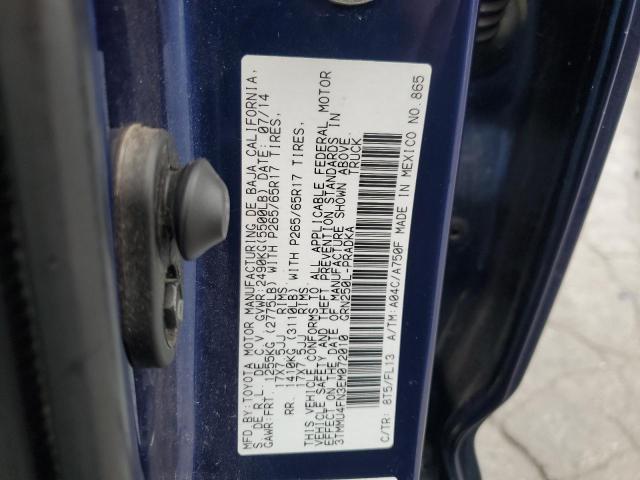 MFD.BY:TOYOTA MOTOR MANUFACTURING DE BAJA CALIFORNIA,
S DE R.L. DE C.V. GVWR:2490KG(5500LB) DATE: 07/14
GAWR:FRT. 1255KG (2775LB) WITH P265/65R17 TIRES,
17X7.5JJ RIMS
RR. 1410KG (3110LB) WITH P265/65R17 TIRES,
17X7.5JJ RIMS
THIS VEHICLE CONFORMS TO ALL APPLICABLE FEDERAL MOTOR
VEHICLE SAFETY AND THEFT PREVENTION STANDARDS IN
EFFECT ON THE DATE OF MANUFACTURE SHOWN ABOVE.
3TMMU4FN3EM072010 GRN250L-PRADKA TRUCK
C/TR: 8T5/FL13 A/TM:A04C/A750F MADE IN MEXICO NO. 865